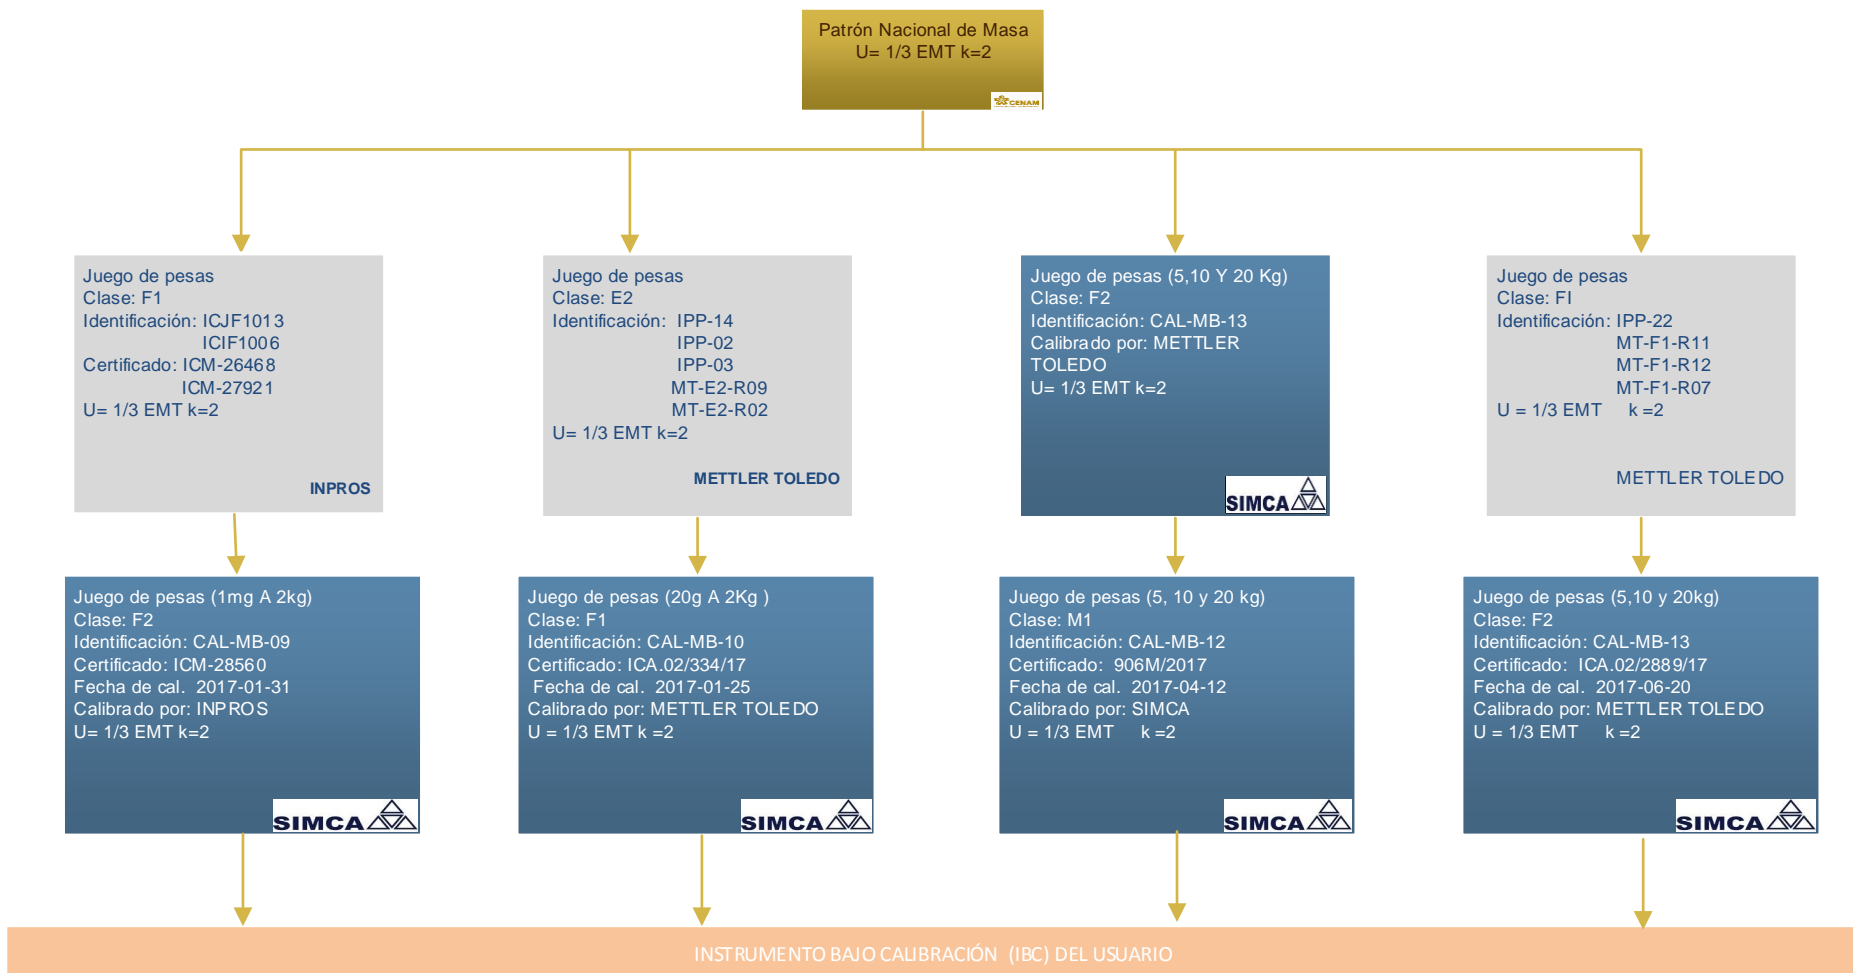 Patrón Nacional de Masa
U= 1/3 EMT k=2
CENAM
Juego de pesas
Clase: F1
Identificación: ICJF1013
ICIF1006
Certificado: ICM-26468
ICM-27921
U= 1/3 EMT k=2
INPROS
Juego de pesas
Clase: E2
Identificación: IPP-14
IPP-02
IPP-03
MT-E2-R09
MT-E2-R02
U= 1/3 EMT k=2
METTLER TOLEDO
Juego de pesas (5,10 Y 20 Kg)
Clase: F2
Identificación: CAL-MB-13
Calibrado por: METTLER
TOLEDO
U= 1/3 EMT k=2
SIMCA
Juego de pesas
Clase: FI
Identificación: IPP-22
MT-F1-R11
MT-F1-R12
MT-F1-R07
U = 1/3 EMT k =2
METTLER TOLEDO
Juego de pesas (1mg A 2kg)
Clase: F2
Identificación: CAL-MB-09
Certificado: ICM-28560
Fecha de cal. 2017-01-31
Calibrado por: INPROS
U= 1/3 EMT k=2
SIMCA
Juego de pesas (20g A 2Kg )
Clase: F1
Identificación: CAL-MB-10
Certificado: ICA.02/334/17
Fecha de cal. 2017-01-25
Calibrado por: METTLER TOLEDO
U = 1/3 EMT k =2
SIMCA
Juego de pesas (5, 10 y 20 kg)
Clase: M1
Identificación: CAL-MB-12
Certificado: 906M/2017
Fecha de cal. 2017-04-12
Calibrado por: SIMCA
U = 1/3 EMT k =2
SIMCA
Juego de pesas (5,10 y 20kg)
Clase: F2
Identificación: CAL-MB-13
Certificado: ICA.02/2889/17
Fecha de cal. 2017-06-20
Calibrado por: METTLER TOLEDO
U = 1/3 EMT k =2
SIMCA
INSTRUMENTO BAJO CALIBRACIÓN (IBC) DEL USUARIO